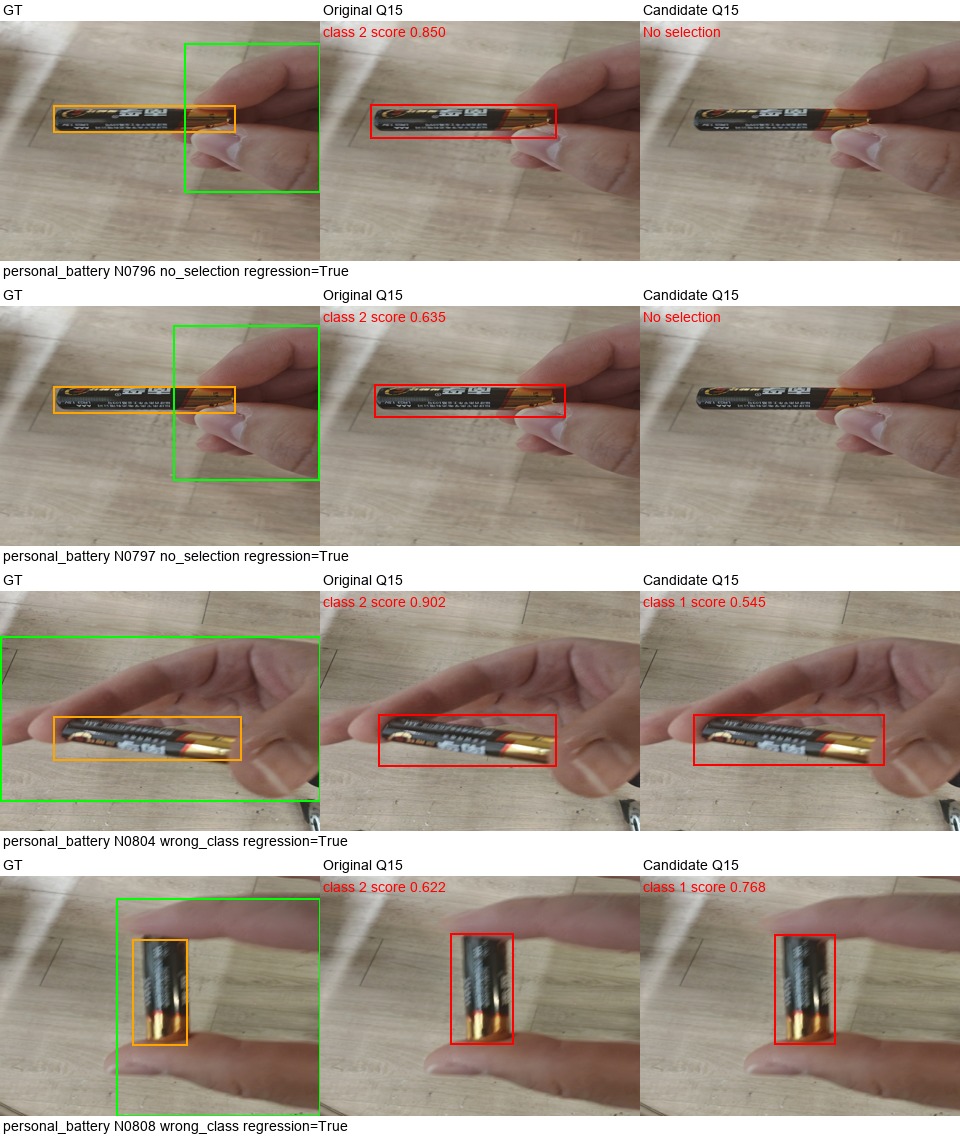 GT Original Q15 Candidate Q15
class 2 score 0.850 No selection
personal_battery N0796 no_selection regression=True
GT Original Q15 Candidate Q15
class 2 score 0.635 No selection
personal_battery N0797 no_selection regression=True
GT Original Q15 Candidate Q15
class 2 score 0.902 class 1 score 0.545
personal_battery N0804 wrong_class regression=True
GT Original Q15 Candidate Q15
class 2 score 0.622 class 1 score 0.768
personal_battery N0808 wrong_class regression=True